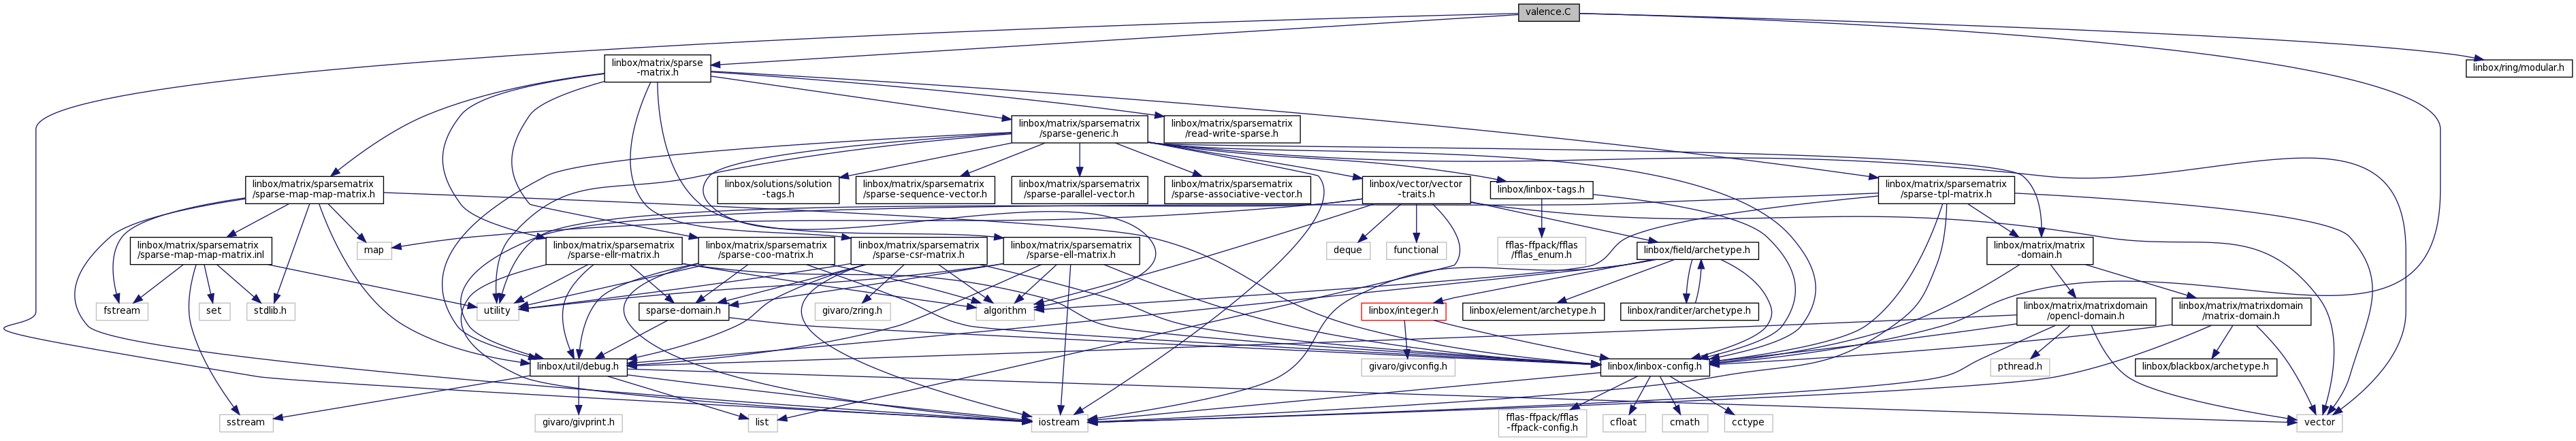 valence.C
linbox/matrix/sparse
-matrix.h
linbox/ring/modular.h
linbox/matrix/sparsematrix
/sparse-generic.h
linbox/matrix/sparsematrix
/read-write-sparse.h
linbox/matrix/sparsematrix
/sparse-map-map-matrix.h
linbox/solutions/solution
-tags.h
linbox/matrix/sparsematrix
/sparse-sequence-vector.h
linbox/matrix/sparsematrix
/sparse-parallel-vector.h
linbox/matrix/sparsematrix
/sparse-associative-vector.h
linbox/vector/vector
-traits.h
linbox/linbox-tags.h
linbox/matrix/sparsematrix
/sparse-tpl-matrix.h
linbox/matrix/sparsematrix
/sparse-map-map-matrix.inl
map
linbox/matrix/sparsematrix
/sparse-ellr-matrix.h
linbox/matrix/sparsematrix
/sparse-coo-matrix.h
linbox/matrix/sparsematrix
/sparse-csr-matrix.h
linbox/matrix/sparsematrix
/sparse-ell-matrix.h
deque
functional
fflas-ffpack/fflas
/fflas_enum.h
linbox/field/archetype.h
linbox/matrix/matrix
-domain.h
fstream
set
stdlib.h
utility
sparse-domain.h
givaro/zring.h
algorithm
linbox/integer.h
linbox/element/archetype.h
linbox/randiter/archetype.h
linbox/matrix/matrixdomain
/opencl-domain.h
linbox/matrix/matrixdomain
/matrix-domain.h
linbox/util/debug.h
givaro/givconfig.h
linbox/linbox-config.h
pthread.h
linbox/blackbox/archetype.h
sstream
givaro/givprint.h
list
iostream
fflas-ffpack/fflas
-ffpack-config.h
cfloat
cmath
cctype
vector